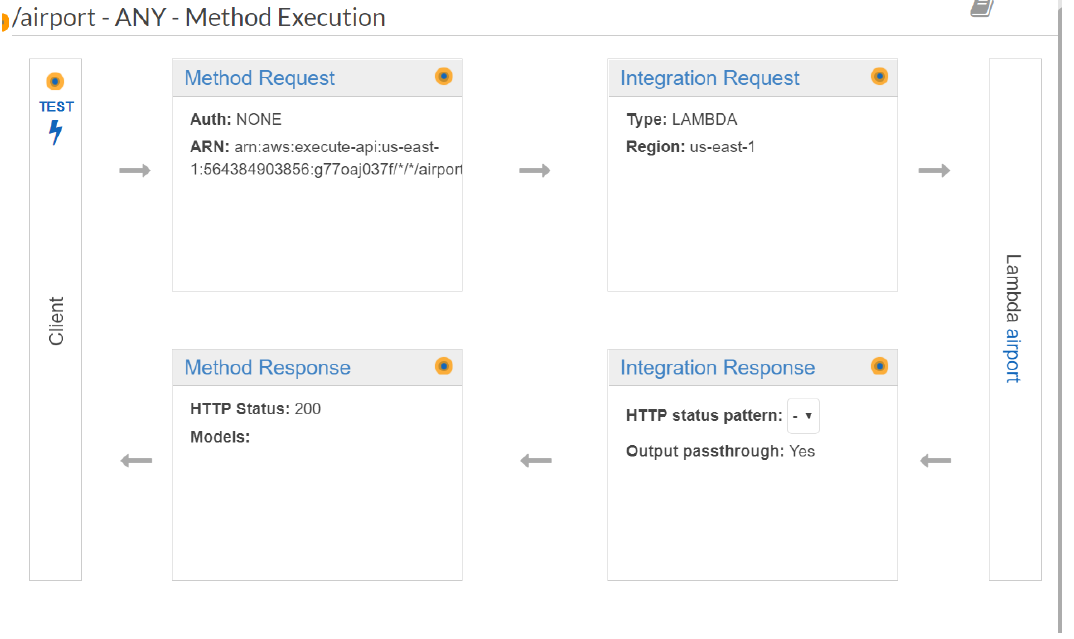 /airport - ANY - Method Execution
TEST
Client
Method Request
Auth: NONE
ARN: arn:aws:execute-api:us-east-
1:564384903856:g77oaj037f/*/*/airport
Integration Request
Type: LAMBDA
Region: us-east-1
Lambda airport
Method Response
HTTP Status: 200
Models:
Integration Response
HTTP status pattern: - ▾
Output passthrough: Yes